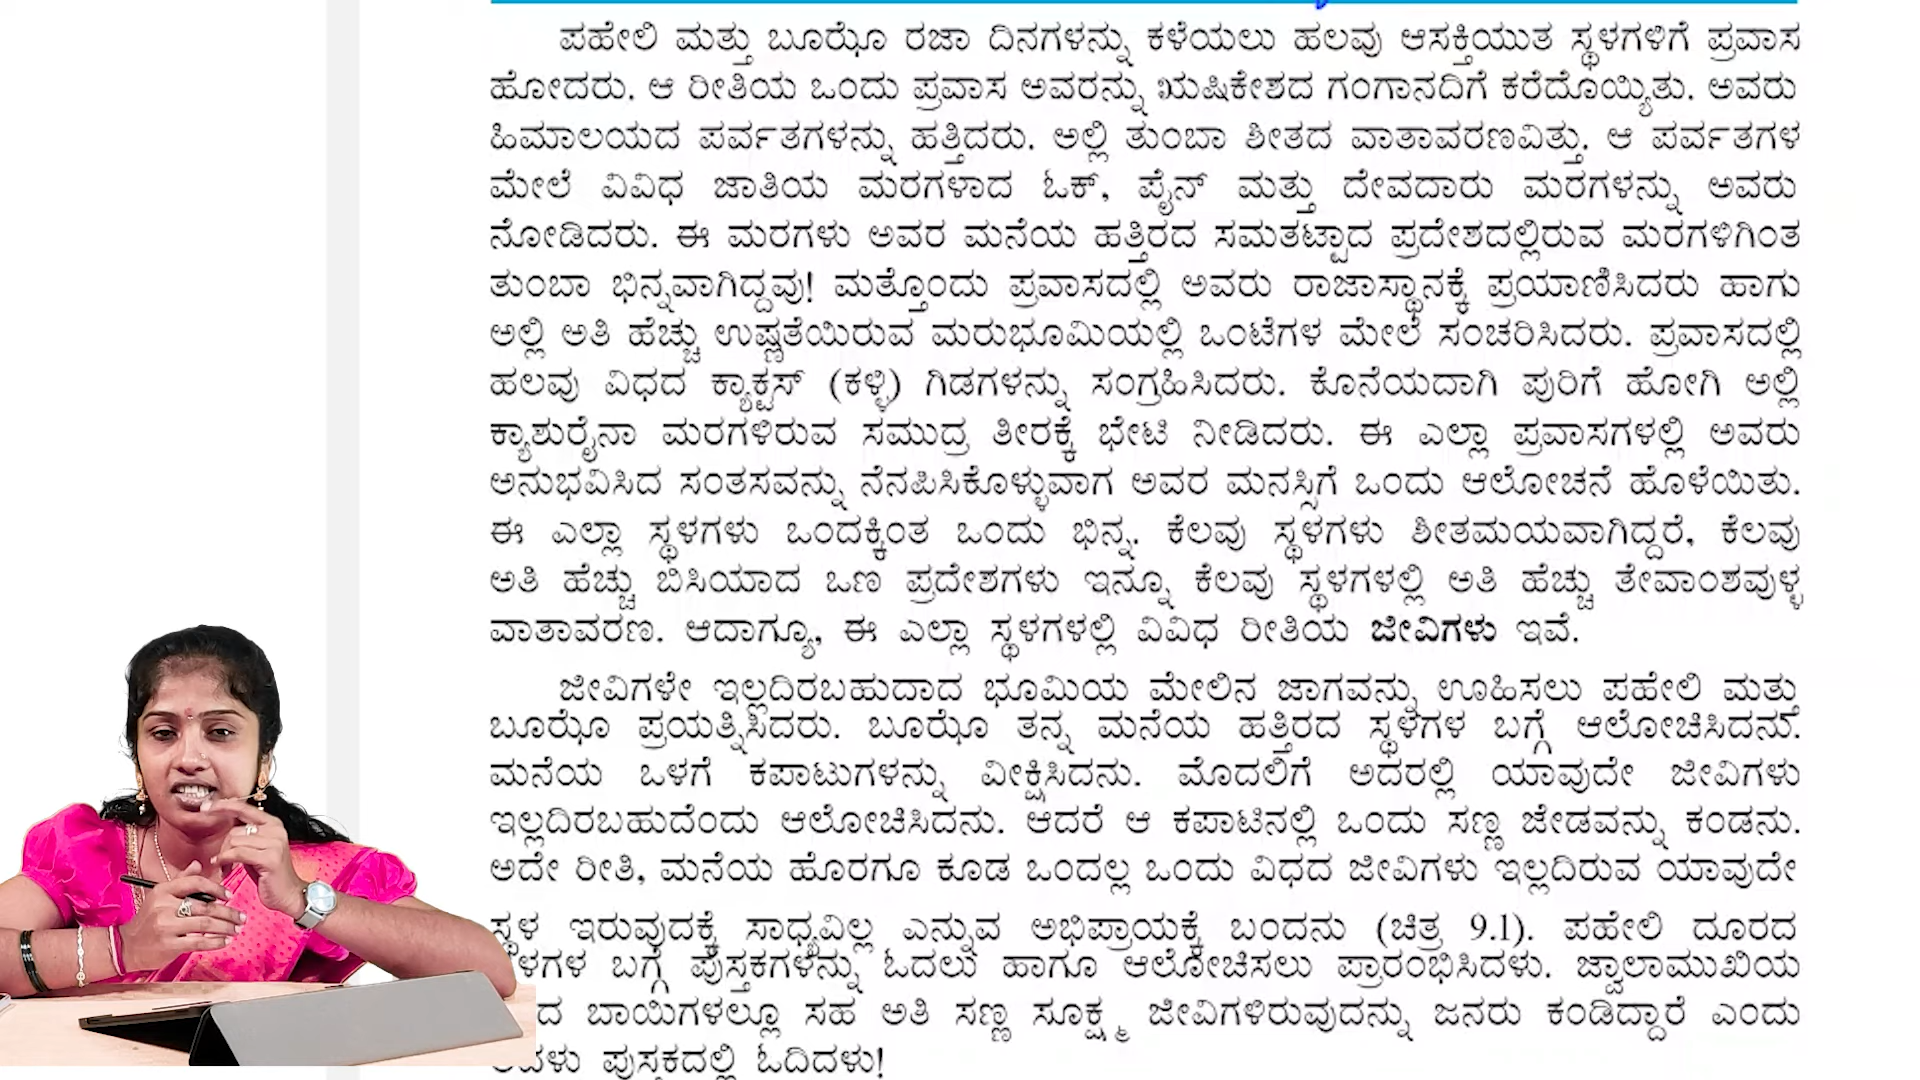 ಪಹೇಲಿ ಮತ್ತು ಬೂಝೊ ರಜಾ ದಿನಗಳನ್ನು ಕಳೆಯಲು ಹಲವು ಆಸಕ್ತಿಯುತ ಸ್ಥಳಗಳಿಗೆ ಪ್ರವಾಸ
ಹೋದರು. ಆ ರೀತಿಯ ಒಂದು ಪ್ರವಾಸ ಅವರನ್ನು ಋಷಿಕೇಶದ ಗಂಗಾನದಿಗೆ ಕರೆದೊಯ್ಯಿತು. ಅವರು
ಹಿಮಾಲಯದ ಪರ್ವತಗಳನ್ನು ಹತ್ತಿದರು. ಅಲ್ಲಿ ತುಂಬಾ ಶೀತದ ವಾತಾವರಣವಿತ್ತು. ಆ ಪರ್ವತಗಳ
ಮೇಲೆ ವಿವಿಧ ಜಾತಿಯ ಮರಗಳಾದ ಓಕ್, ಪೈನ್ ಮತ್ತು ದೇವದಾರು ಮರಗಳನ್ನು ಅವರು
ನೋಡಿದರು. ಈ ಮರಗಳು ಅವರ ಮನೆಯ ಹತ್ತಿರದ ಸಮತಟ್ಟಾದ ಪ್ರದೇಶದಲ್ಲಿರುವ ಮರಗಳಿಗಿಂತ
ತುಂಬಾ ಭಿನ್ನವಾಗಿದ್ದವು! ಮತ್ತೊಂದು ಪ್ರವಾಸದಲ್ಲಿ ಅವರು ರಾಜಾಸ್ಥಾನಕ್ಕೆ ಪ್ರಯಾಣಿಸಿದರು ಹಾಗು
ಅಲ್ಲಿ ಅತಿ ಹೆಚ್ಚು ಉಷ್ಣತೆಯಿರುವ ಮರುಭೂಮಿಯಲ್ಲಿ ಒಂಟೆಗಳ ಮೇಲೆ ಸಂಚರಿಸಿದರು. ಪ್ರವಾಸದಲ್ಲಿ
ಹಲವು ವಿಧದ ಕ್ಯಾಕ್ಟಸ್ (ಕಳ್ಳಿ) ಗಿಡಗಳನ್ನು ಸಂಗ್ರಹಿಸಿದರು. ಕೊನೆಯದಾಗಿ ಪುರಿಗೆ ಹೋಗಿ ಅಲ್ಲಿ
ಕ್ಯಾಶುರೈನಾ ಮರಗಳಿರುವ ಸಮುದ್ರ ತೀರಕ್ಕೆ ಭೇಟಿ ನೀಡಿದರು. ಈ ಎಲ್ಲಾ ಪ್ರವಾಸಗಳಲ್ಲಿ ಅವರು
ಅನುಭವಿಸಿದ ಸಂತಸವನ್ನು ನೆನಪಿಸಿಕೊಳ್ಳುವಾಗ ಅವರ ಮನಸ್ಸಿಗೆ ಒಂದು ಆಲೋಚನೆ ಹೊಳೆಯಿತು.
ಈ ಎಲ್ಲಾ ಸ್ಥಳಗಳು ಒಂದಕ್ಕಿಂತ ಒಂದು ಭಿನ್ನ. ಕೆಲವು ಸ್ಥಳಗಳು ಶೀತಮಯವಾಗಿದ್ದರೆ, ಕೆಲವು
ಅತಿ ಹೆಚ್ಚು ಬಿಸಿಯಾದ ಒಣ ಪ್ರದೇಶಗಳು ಇನ್ನೂ ಕೆಲವು ಸ್ಥಳಗಳಲ್ಲಿ ಅತಿ ಹೆಚ್ಚು ತೇವಾಂಶವುಳ್ಳ
ವಾತಾವರಣ. ಆದಾಗ್ಯೂ, ಈ ಎಲ್ಲಾ ಸ್ಥಳಗಳಲ್ಲಿ ವಿವಿಧ ರೀತಿಯ ಜೀವಿಗಳು ಇವೆ.
ಜೀವಿಗಳೇ ಇಲ್ಲದಿರಬಹುದಾದ ಭೂಮಿಯ ಮೇಲಿನ ಜಾಗವನ್ನು ಊಹಿಸಲು ಪಹೇಲಿ ಮತ್ತು
ಬೂಝೊ ಪ್ರಯತ್ನಿಸಿದರು. ಬೂಝೊ ತನ್ನ ಮನೆಯ ಹತ್ತಿರದ ಸ್ಥಳಗಳ ಬಗ್ಗೆ ಆಲೋಚಿಸಿದನು.
ಮನೆಯ ಒಳಗೆ ಕಪಾಟುಗಳನ್ನು ವೀಕ್ಷಿಸಿದನು. ಮೊದಲಿಗೆ ಅದರಲ್ಲಿ ಯಾವುದೇ ಜೀವಿಗಳು
ಇಲ್ಲದಿರಬಹುದೆಂದು ಆಲೋಚಿಸಿದನು. ಆದರೆ ಆ ಕಪಾಟಿನಲ್ಲಿ ಒಂದು ಸಣ್ಣ ಜೇಡವನ್ನು ಕಂಡನು.
ಅದೇ ರೀತಿ, ಮನೆಯ ಹೊರಗೂ ಕೂಡ ಒಂದಲ್ಲ ಒಂದು ವಿಧದ ಜೀವಿಗಳು ಇಲ್ಲದಿರುವ ಯಾವುದೇ
ಸ್ಥಳ ಇರುವುದಕ್ಕೆ ಸಾಧ್ಯವಿಲ್ಲ ಎನ್ನುವ ಅಭಿಪ್ರಾಯಕ್ಕೆ ಬಂದನು (ಚಿತ್ರ 9.1). ಪಹೇಲಿ ದೂರದ
ಬಗ್ಗೆ ಪುಸ್ತಕಗಳನ್ನು ಓದಲು ಹಾಗೂ ಆಲೋಚಿಸಲು ಪ್ರಾರಂಭಿಸಿದಳು. ಜ್ವಾಲಾಮುಖಿಯ
ಬಾಯಿಗಳಲ್ಲೂ ಸಹ ಅತಿ ಸಣ್ಣ ಸೂಕ್ಷ್ಮ ಜೀವಿಗಳಿರುವುದನ್ನು ಜನರು ಕಂಡಿದ್ದಾರೆ ಎಂದು
ಪುಸ್ತಕದಲ್ಲಿ ಓದಿದಳು!